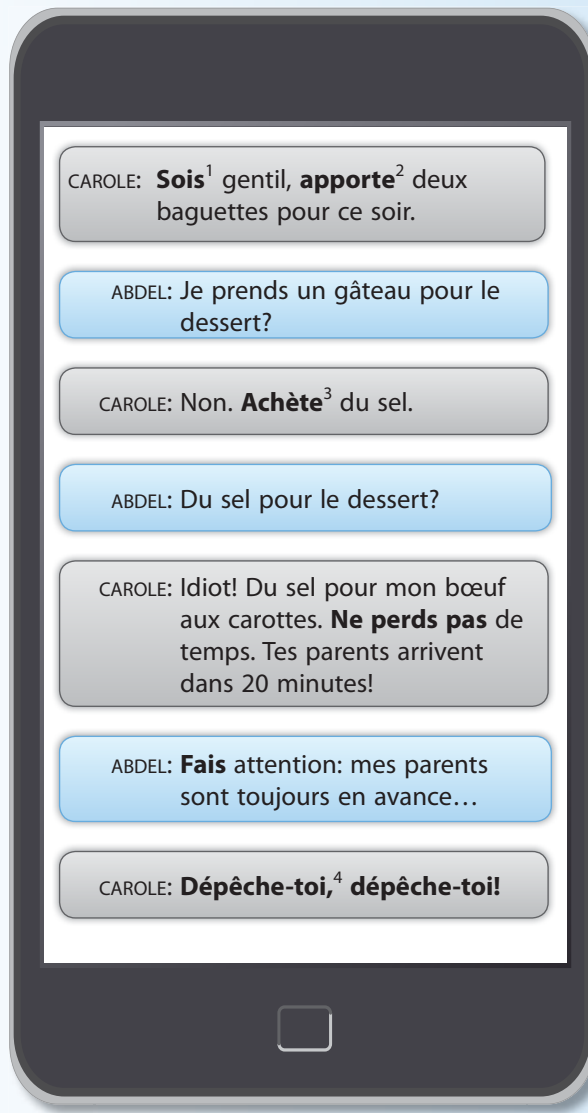 CAROLE: Sois¹ gentil, apporte² deux
baguettes pour ce soir.
ABDEL: Je prends un gâteau pour le
dessert?
CAROLE: Non. Achète³ du sel.
ABDEL: Du sel pour le dessert?
CAROLE: Idiot! Du sel pour mon bœuf
aux carottes. Ne perds pas de
temps. Tes parents arrivent
dans 20 minutes!
ABDEL: Fais attention: mes parents
sont toujours en avance…
CAROLE: Dépêche-toi,⁴ dépêche-toi!